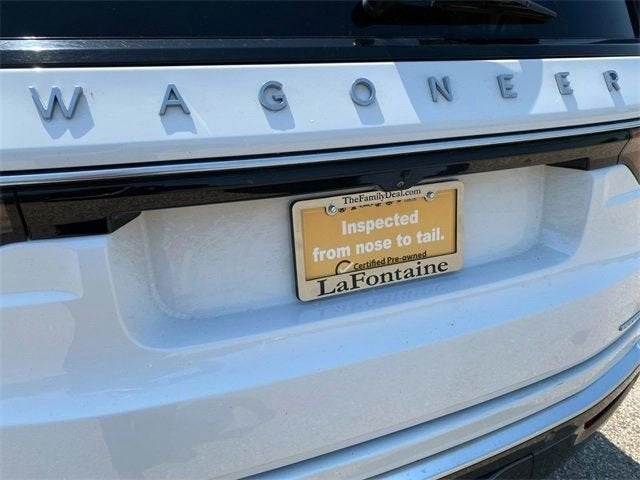 WAGONEER
TheFamilyDeal.com
Inspected
from nose to tail.
Certified Pre-owned
LaFontaine